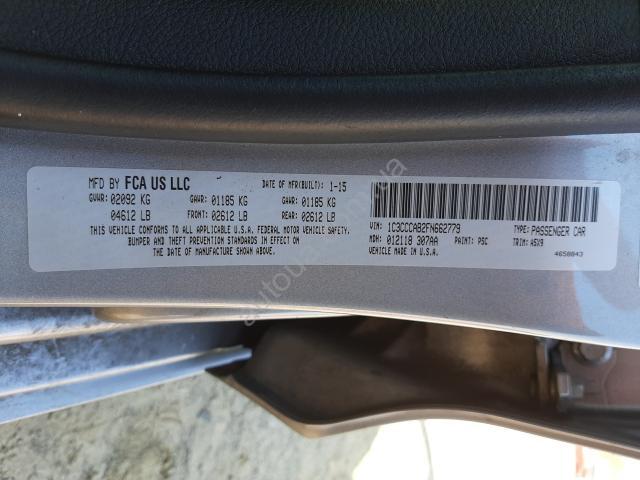 MFD BY FCA US LLC
DATE OF MFR(BUILT): 1-15
GVWR: 02092 KG GAWR: 01185 KG GAWR: 01185 KG
04612 LB FRONT: 02612 LB REAR: 02612 LB
THIS VEHICLE CONFORMS TO ALL APPLICABLE U.S.A. FEDERAL MOTOR VEHICLE SAFETY,
BUMPER AND THEFT PREVENTION STANDARDS IN EFFECT ON
THE DATE OF MANUFACTURE SHOWN ABOVE.
VIN: 1C3CCCAB2FN662779 TYPE: PASSENGER CAR
MDH: 012118 307AA PAINT: PSC TRIM: A5X9
VEHICLE MADE IN U.S.A. 4658843